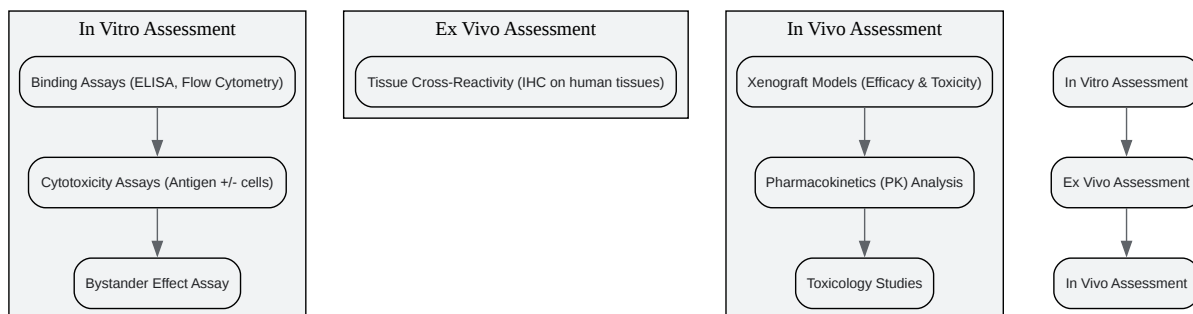 In Vitro Assessment
Binding Assays (ELISA, Flow Cytometry)
Cytotoxicity Assays (Antigen +/- cells)
Bystander Effect Assay
Ex Vivo Assessment
Tissue Cross-Reactivity (IHC on human tissues)
In Vivo Assessment
Xenograft Models (Efficacy & Toxicity)
Pharmacokinetics (PK) Analysis
Toxicology Studies
In Vitro Assessment
Ex Vivo Assessment
In Vivo Assessment